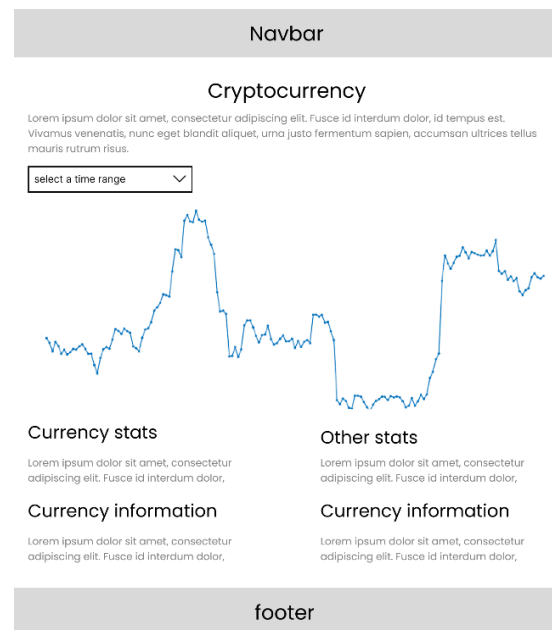 Navbar
Cryptocurrency
Lorem ipsum dolor sit amet, consectetur adipiscing elit. Fusce id interdum dolor, id tempus est.
Vivamus venenatis, nunc eget blandit aliquet, urna justo fermentum sapien, accumsan ultrices tellus
mauris rutrum risus.
select a time range
Currency stats
Lorem ipsum dolor sit amet, consectetur
adipiscing elit. Fusce id interdum dolor,
Other stats
Lorem ipsum dolor sit amet, consectetur
adipiscing elit. Fusce id interdum dolor,
Currency information
Lorem ipsum dolor sit amet, consectetur
adipiscing elit. Fusce id interdum dolor,
Currency information
Lorem ipsum dolor sit amet, consectetur
adipiscing elit. Fusce id interdum dolor,
footer